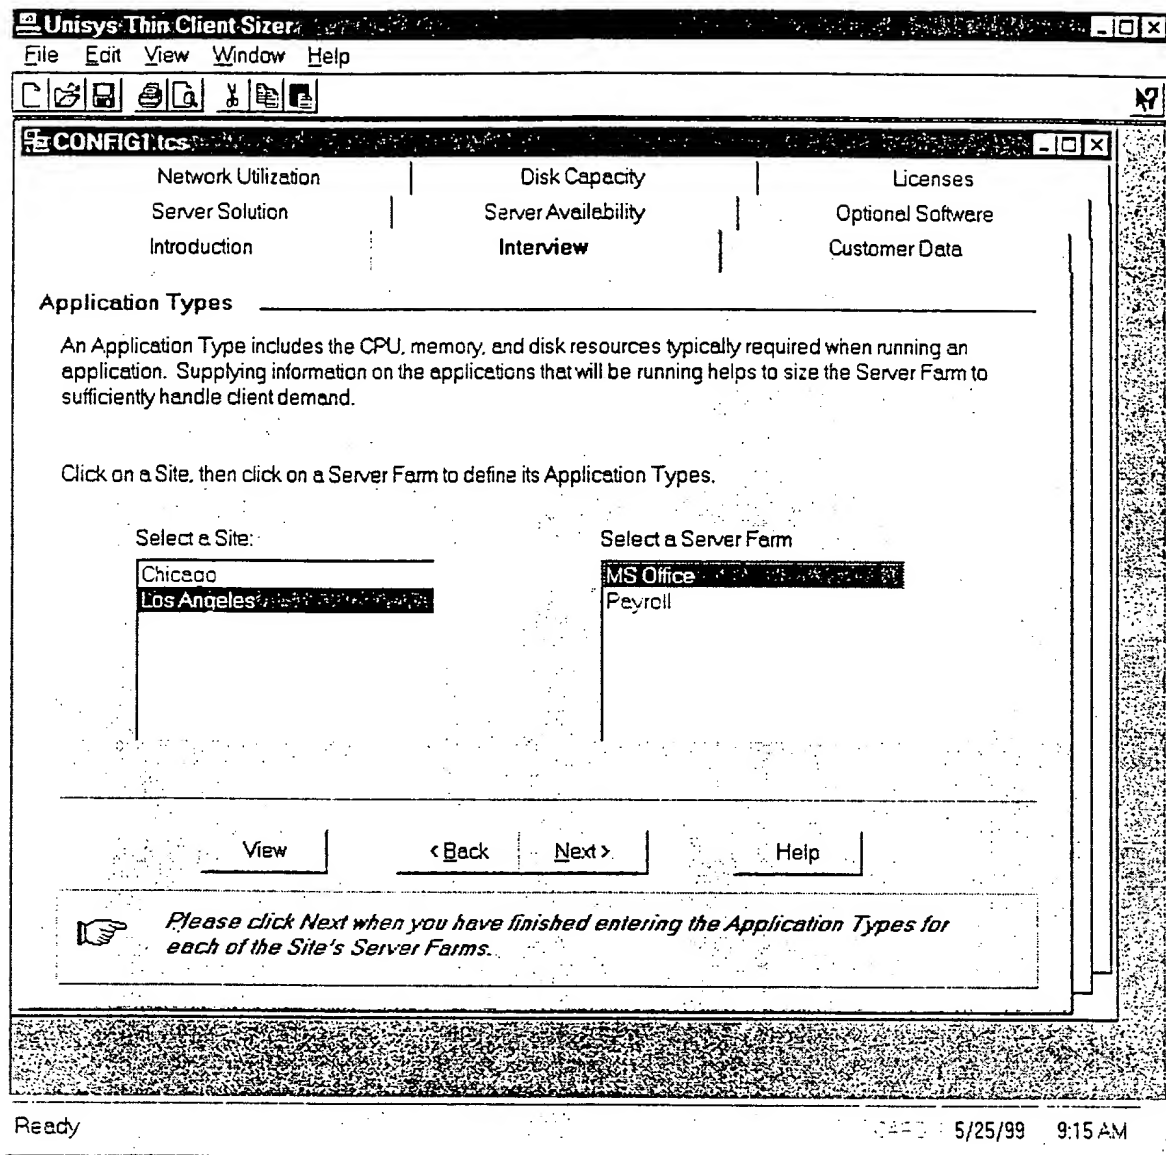 Unisys Thin Client Sizer
File Edit View Window Help
CONFIG1.tcs
Network Utilization Disk Capacity Licenses
Server Solution Server Availability Optional Software
Introduction Interview Customer Data
Application Types
An Application Type includes the CPU, memory, and disk resources typically required when running an
application. Supplying information on the applications that will be running helps to size the Server Farm to
sufficiently handle client demand.
Click on a Site, then click on a Server Farm to define its Application Types.
Select a Site: Select a Server Farm
Chicago MS Office
Los Angeles Payroll
View < Back Next > Help
Please click Next when you have finished entering the Application Types for
each of the Site's Server Farms.
Ready 5/25/99 9:15 AM